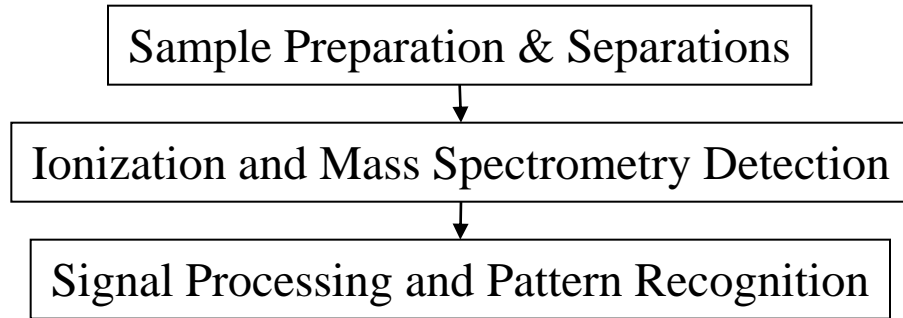 Sample Preparation & Separations
Ionization and Mass Spectrometry Detection
Signal Processing and Pattern Recognition